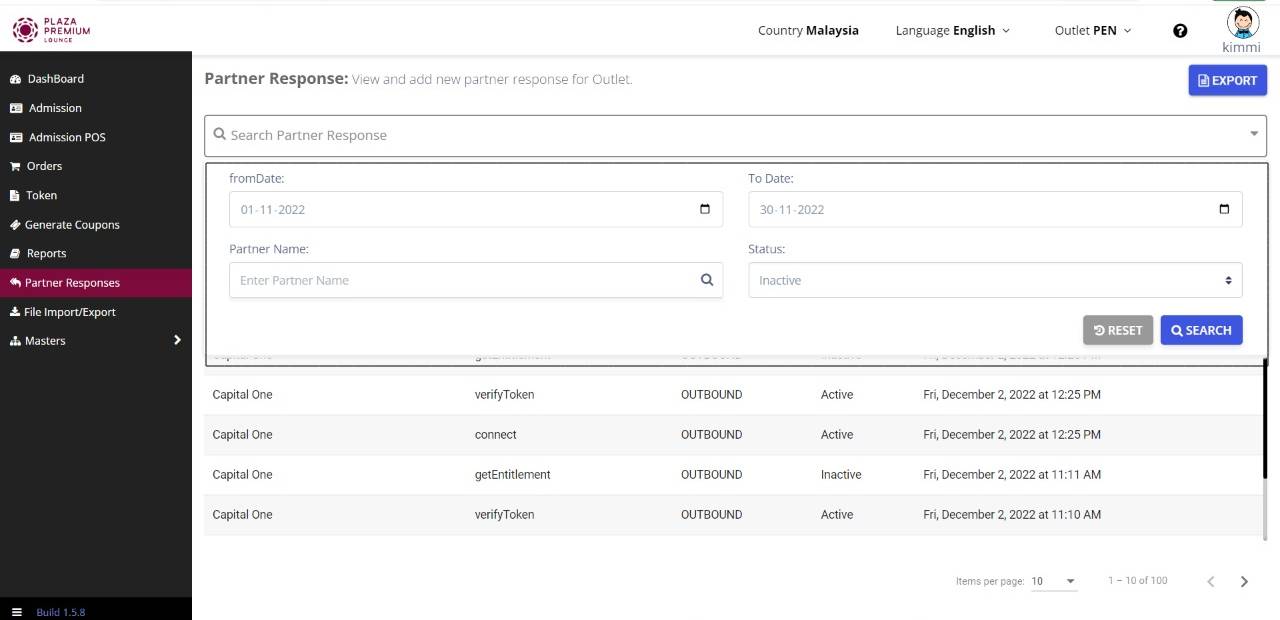 PLAZA
PREMIUM
LOUNGE
Country Malaysia
Language English
Outlet PEN
kimmi
DashBoard
Admission
Admission POS
Orders
Token
Generate Coupons
Reports
Partner Responses
File Import/Export
Masters
Build 1.5.8
Partner Response: View and add new partner response for Outlet.
EXPORT
Search Partner Response
fromDate:
To Date:
01-11-2022
30-11-2022
Partner Name:
Status:
Enter Partner Name
Inactive
RESET
SEARCH
Capital One verifyToken OUTBOUND Active Fri, December 2, 2022 at 12:25 PM
Capital One connect OUTBOUND Active Fri, December 2, 2022 at 12:25 PM
Capital One getEntitlement OUTBOUND Inactive Fri, December 2, 2022 at 11:11 AM
Capital One verifyToken OUTBOUND Active Fri, December 2, 2022 at 11:10 AM
Items per page: 10 1 – 10 of 100